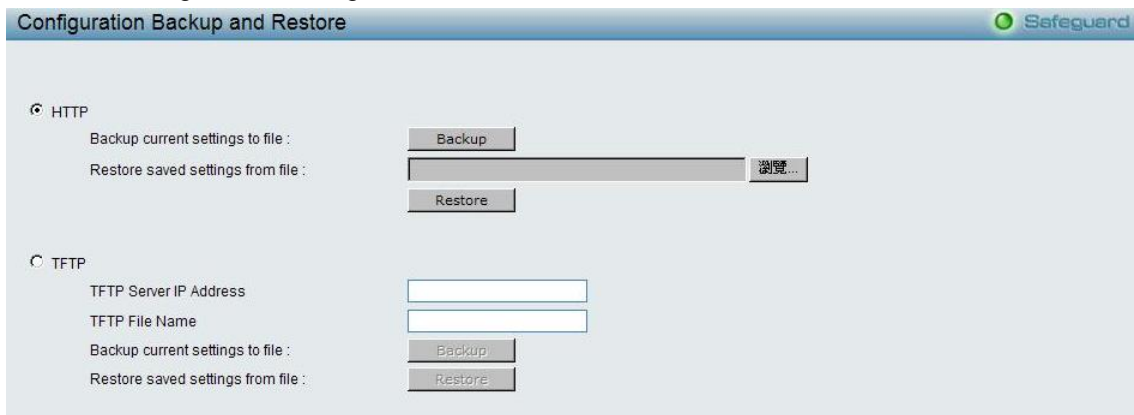 Configuration Backup and Restore
Safeguard
HTTP
Backup current settings to file : Backup
Restore saved settings from file : 瀏覽...
Restore
TFTP
TFTP Server IP Address
TFTP File Name
Backup current settings to file : Backup
Restore saved settings from file : Restore